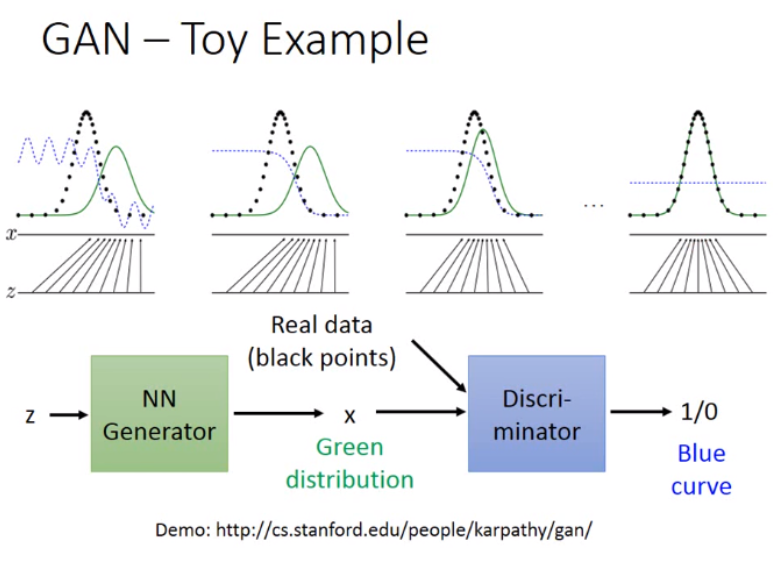 GAN – Toy Example
...
x
z
Real data
(black points)
z
NN
Generator
x
Green
distribution
Discri-
minator
1/0
Blue
curve
Demo: http://cs.stanford.edu/people/karpathy/gan/